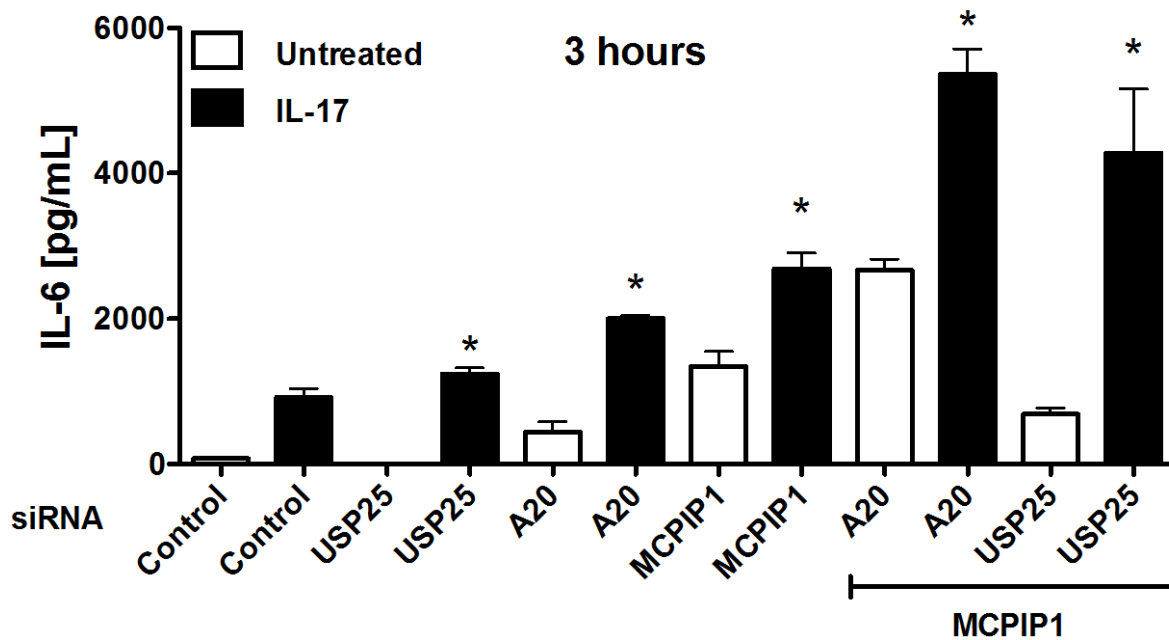 3 hours
Untreated
IL-17
IL-6 [pg/mL]
6000
4000
2000
0
* * * * * *
siRNA
Control
Control
USP25
USP25
A20
A20
MCPIP1
MCPIP1
A20
A20
USP25
USP25
MCPIP1